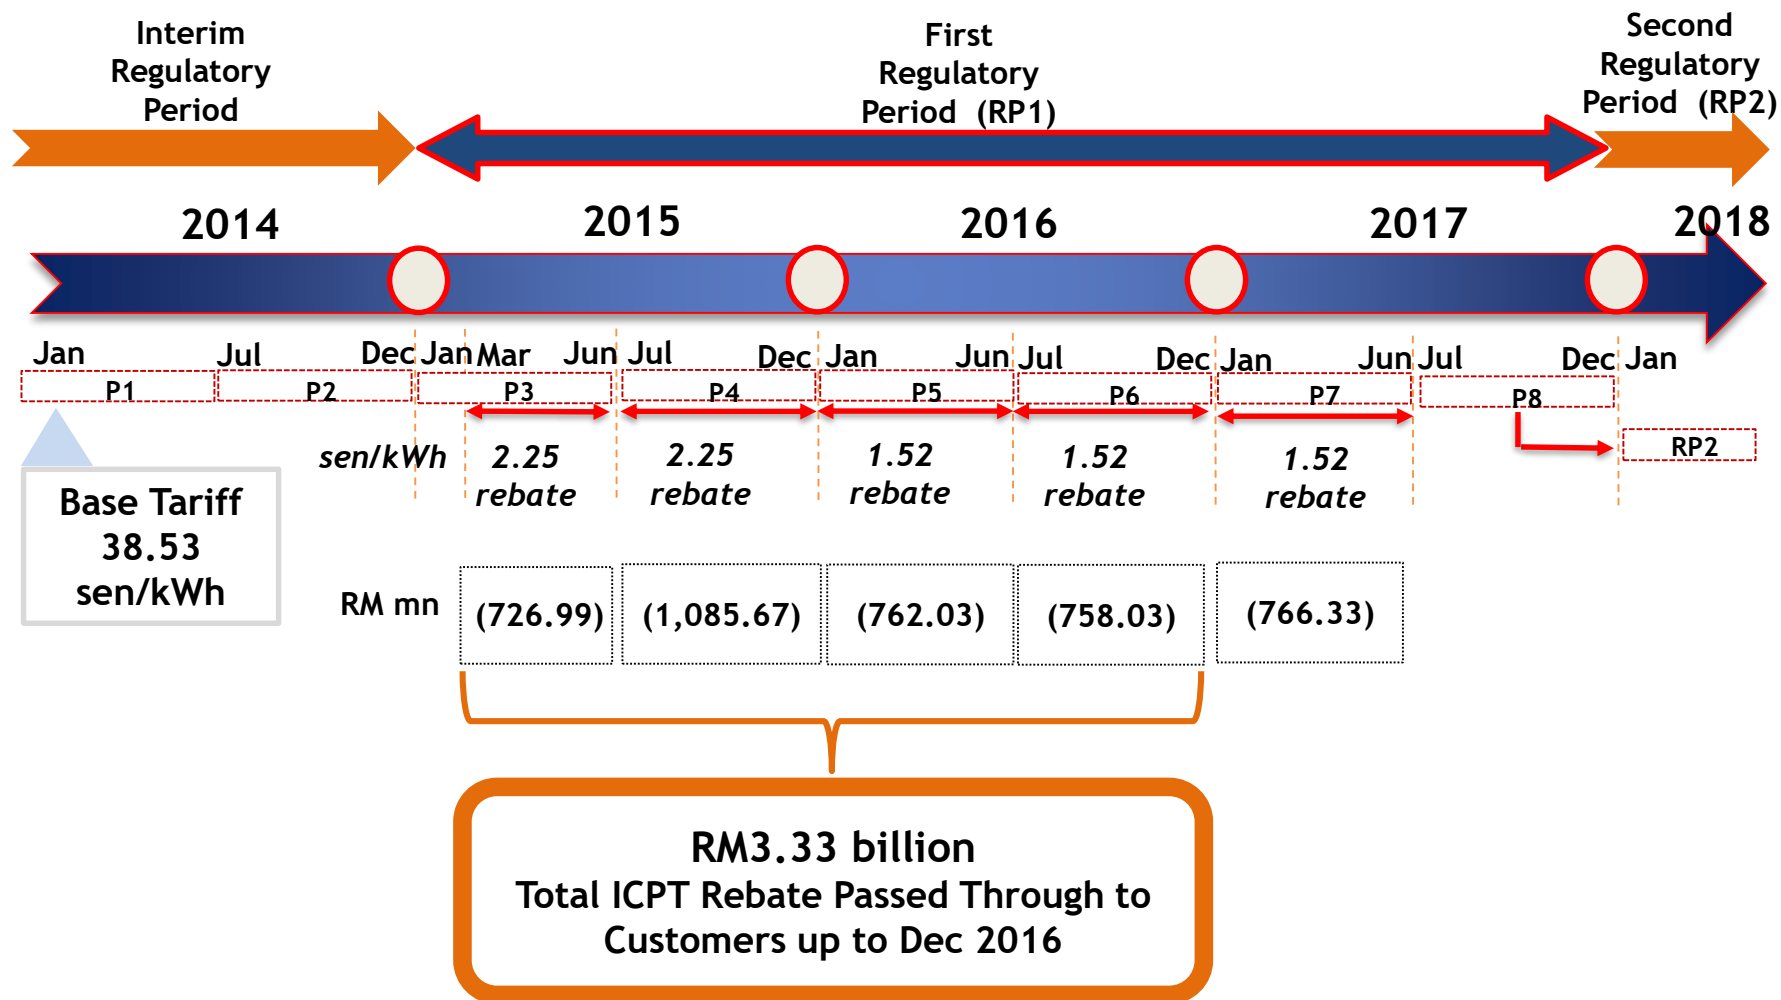 Interim
Regulatory
Period
First
Regulatory
Period (RP1)
Second
Regulatory
Period (RP2)
2014
2015
2016
2017
2018
Jan
Jul
Dec
Jan
Mar
Jun
Jul
Dec
Jan
Jun
Jul
Dec
Jan
Jun
Jul
Dec
Jan
P1
P2
P3
P4
P5
P6
P7
P8
RP2
sen/kWh
2.25
rebate
2.25
rebate
1.52
rebate
1.52
rebate
1.52
rebate
Base Tariff
38.53
sen/kWh
RM mn
(726.99)
(1,085.67)
(762.03)
(758.03)
(766.33)
RM3.33 billion
Total ICPT Rebate Passed Through to
Customers up to Dec 2016